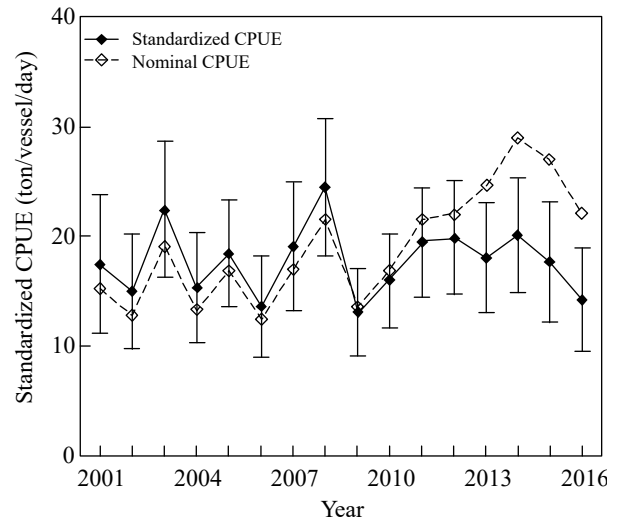 40
Standardized CPUE
Nominal CPUE
30
20
10
0
Standardized CPUE (ton/vessel/day)
2001 2004 2007 2010 2013 2016
Year